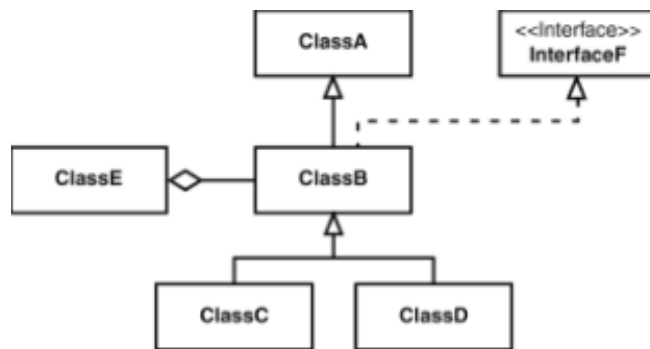 ClassA
<<Interface>>
InterfaceF
ClassE
ClassB
ClassC
ClassD